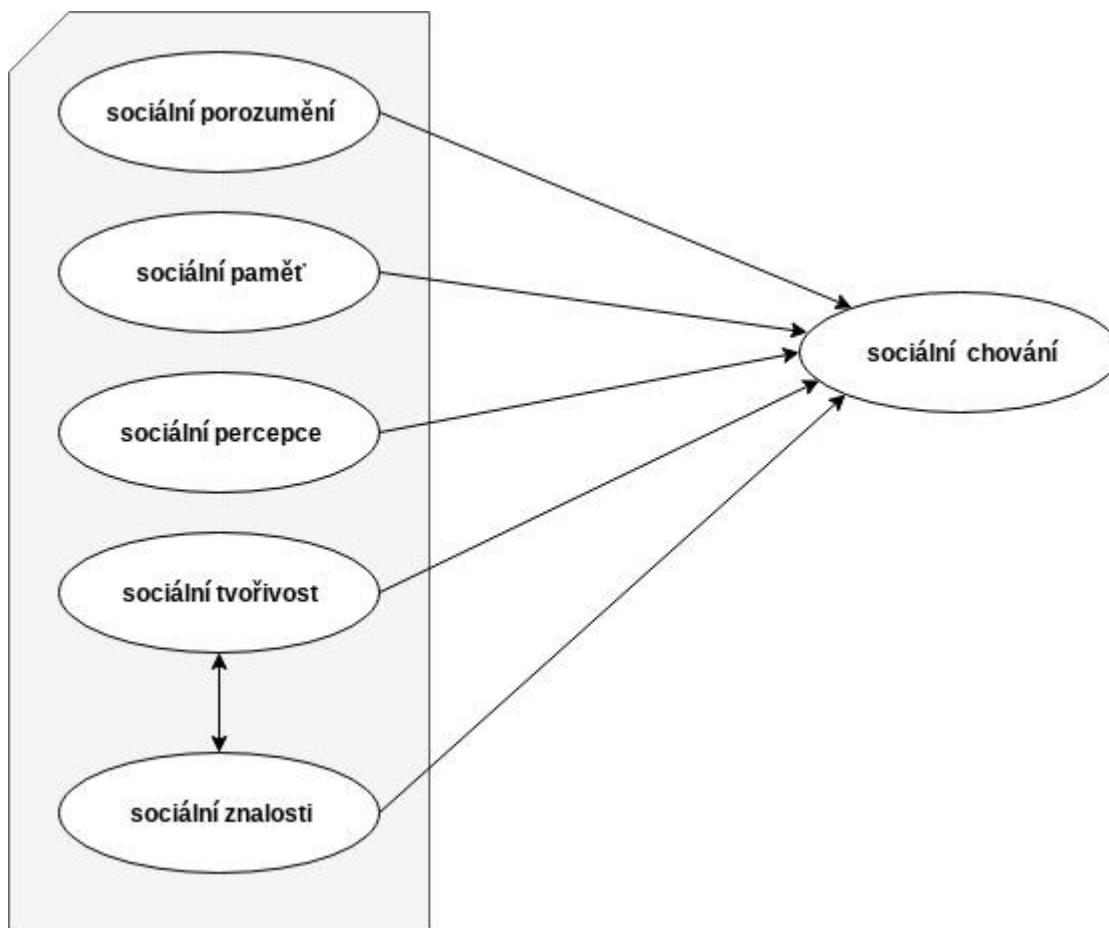 sociální porozumění
sociální paměť
sociální percepce
sociální chování
sociální tvořivost
sociální znalosti